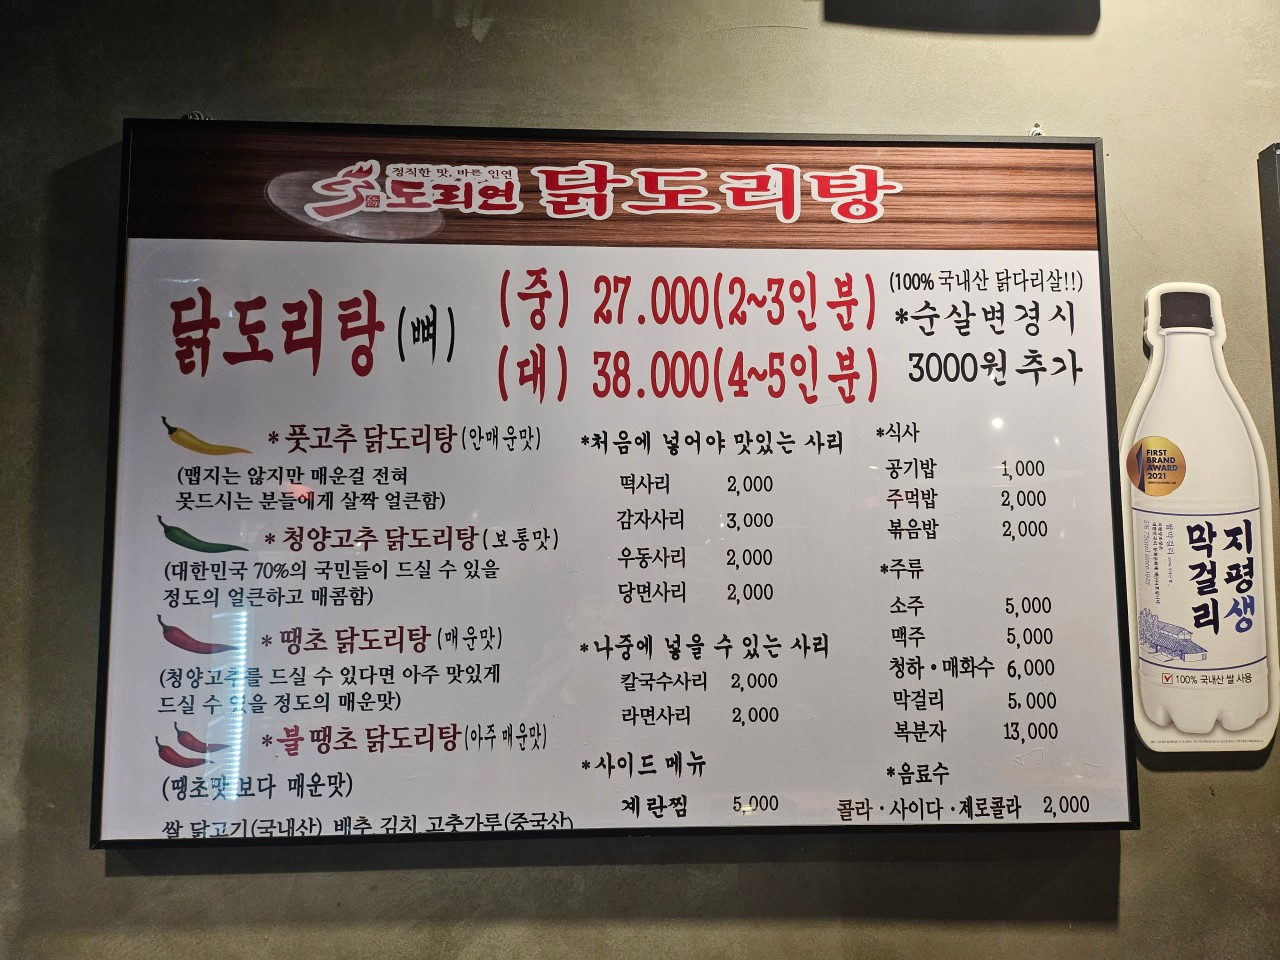 정직한 맛, 바른 인연
도리연 닭도리탕
닭도리탕(뼈)
(중) 27.000(2~3인분)
(대) 38.000(4~5인분)
(100% 국내산 닭다리살!!)
*순살변경시
3000원추가
*풋고추 닭도리탕(안매운맛)
(맵지는 않지만 매운걸 전혀
못드시는 분들에게 살짝 얼큰함)
*청양고추 닭도리탕(보통맛)
(대한민국 70%의 국민들이 드실 수 있을
정도의 얼큰하고 매콤함)
*땡초 닭도리탕(매운맛)
(청양고추를 드실 수 있다면 아주 맛있게
드실 수 있을 정도의 매운맛)
*불땡초 닭도리탕(아주매운맛)
(땡초맛 보다 매운맛)
쌀 닭고기(국내산) 배추 김치 고춧가루(중국산)
*처음에 넣어야 맛있는 사리
떡사리 2,000
감자사리 3,000
우동사리 2,000
당면사리 2,000
*나중에 넣을 수 있는 사리
칼국수사리 2,000
라면사리 2,000
*사이드메뉴
계란찜 5,000
*식사
공기밥 1,000
주먹밥 2,000
볶음밥 2,000
*주류
소주 5,000
맥주 5,000
청하·매화수 6,000
막걸리 5,000
복분자 13,000
*음료수
콜라·사이다·제로콜라 2,000
FIRST
BRAND
AWARD
2021
지평생
막걸리
100% 국내산 쌀 사용